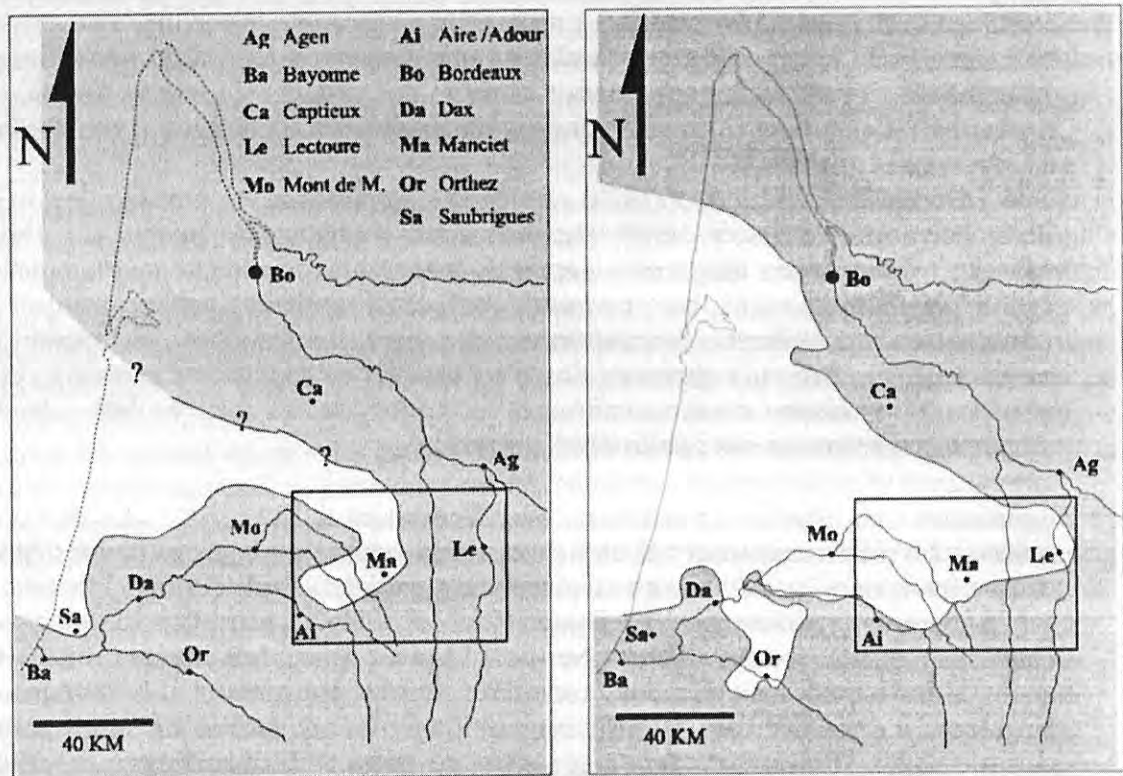 Ag Agen Ai Aire /Adour
Ba Bayonne Bo Bordeaux
Ca Captieux Da Dax
Le Lectoure Ma Manciet
Mo Mont de M. Or Orthez
Sa Saubrigues
N
Bo
?
Ca
?
?
Ag
Mo
Le
Ma
Da
Sa
Ai
Or
Ba
40 KM
N
Bo
Ca
Ag
Mo
Le
Ma
Da
Sa
Ai
Or
Ba
40 KM